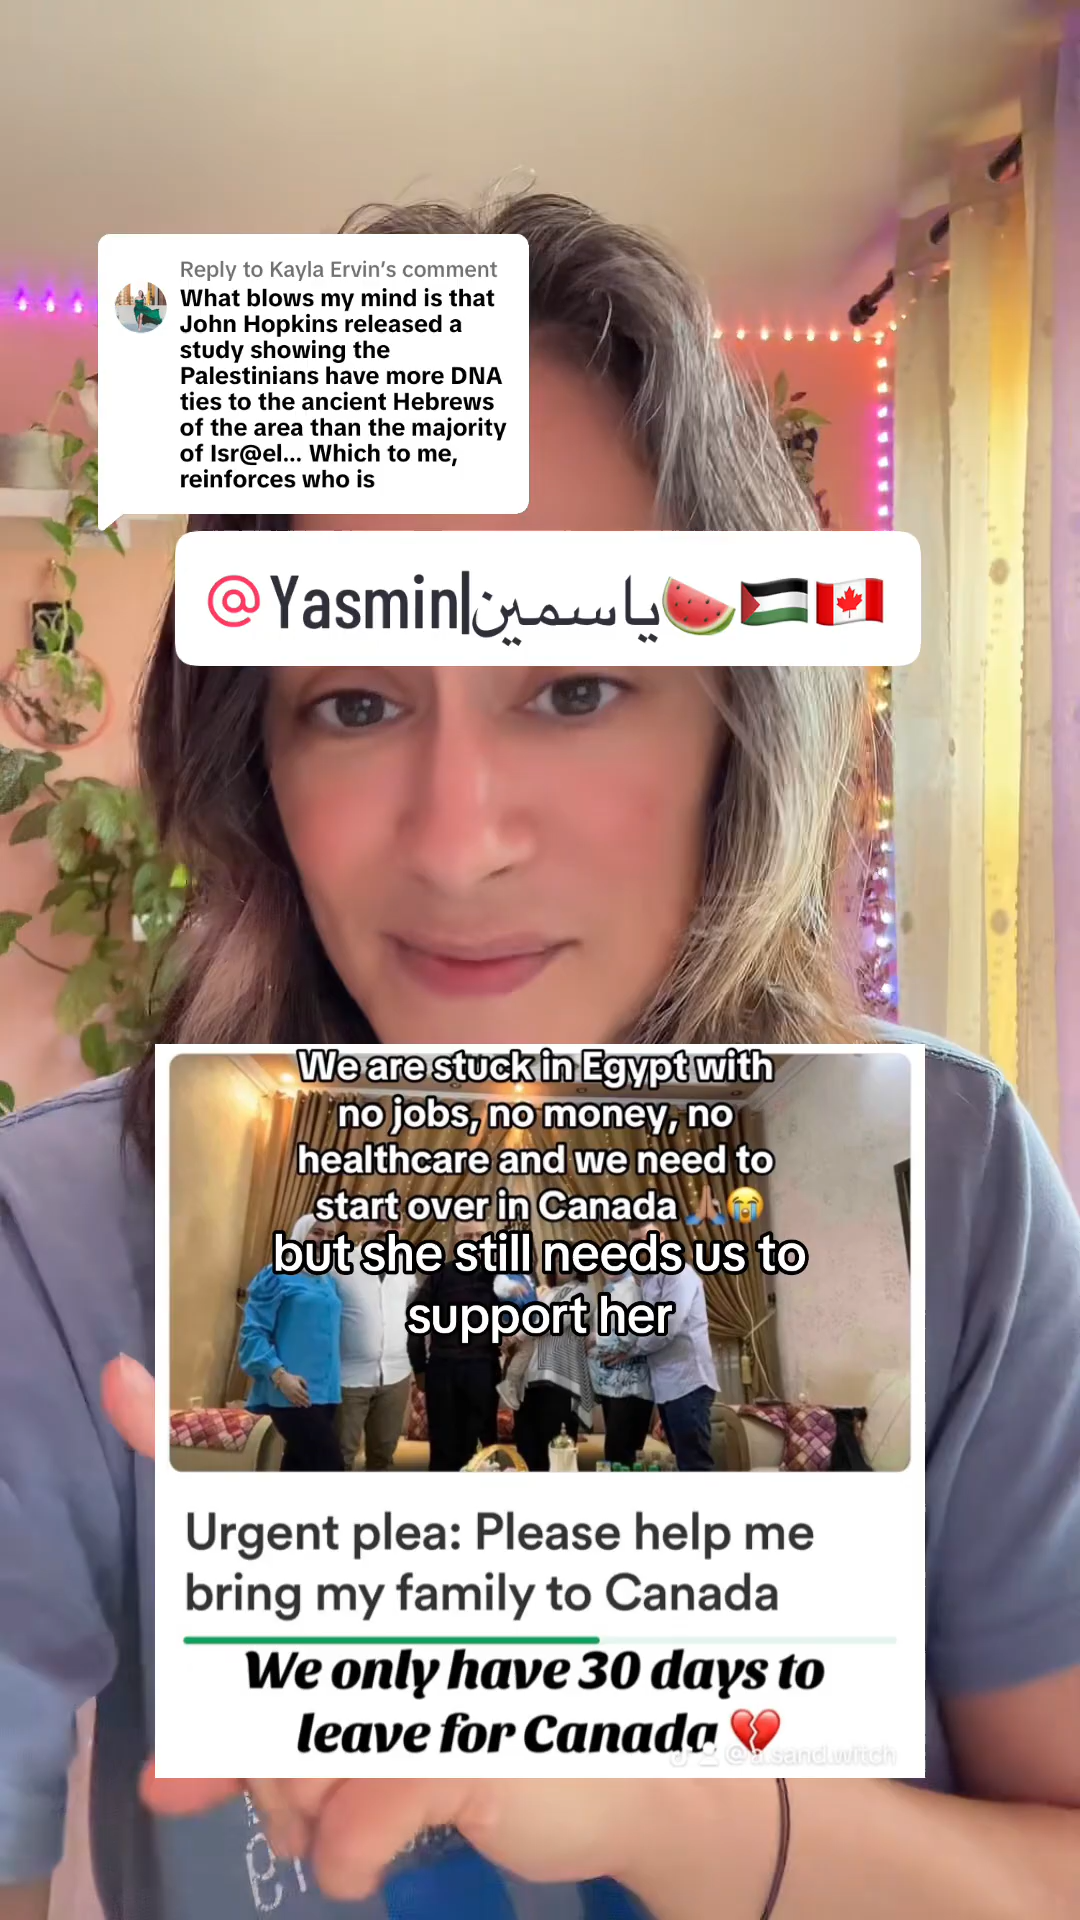 Reply to Kayla Ervin's comment
What blows my mind is that
John Hopkins released a
study showing the
Palestinians have more DNA
ties to the ancient Hebrews
of the area than the majority
of Isr@el... Which to me,
reinforces who is
@Yasmin|ياسمين🍉🇵🇸🇨🇦
We are stuck in Egypt with
no jobs, no money, no
healthcare and we need to
start over in Canada 🙏🏽😭
but she still needs us to
support her
Urgent plea: Please help me
bring my family to Canada
We only have 30 days to
leave for Canada 💔
@a.sand.witch